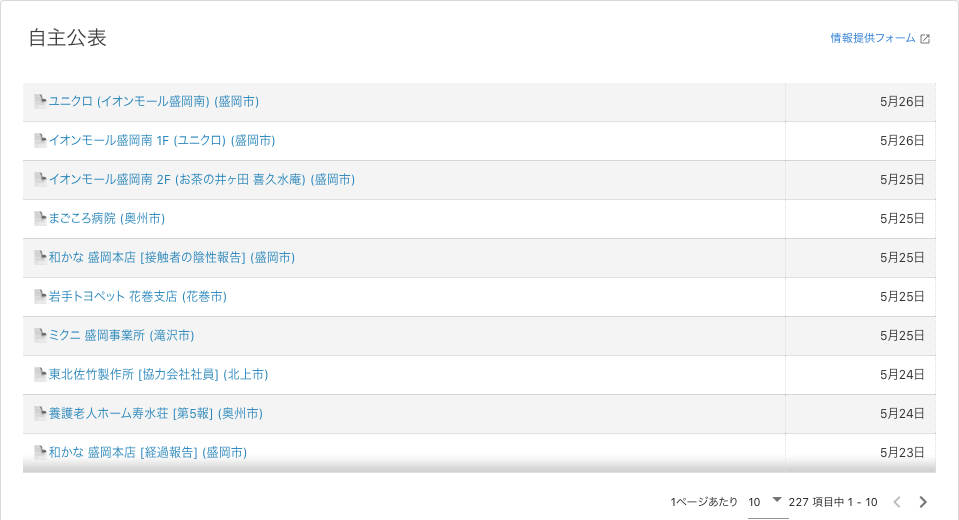 自主公表
情報提供フォーム
ユニクロ (イオンモール盛岡南) (盛岡市) 5月26日
イオンモール盛岡南 1F (ユニクロ) (盛岡市) 5月26日
イオンモール盛岡南 2F (お茶の井ヶ田 喜久水庵) (盛岡市) 5月25日
まごころ病院 (奥州市) 5月25日
和かな 盛岡本店 [接触者の陰性報告] (盛岡市) 5月25日
岩手トヨペット 花巻支店 (花巻市) 5月25日
ミクニ 盛岡事業所 (滝沢市) 5月25日
東北佐竹製作所 [協力会社社員] (北上市) 5月24日
養護老人ホーム寿水荘 [第5報] (奥州市) 5月24日
和かな 盛岡本店 [経過報告] (盛岡市) 5月23日
1ページあたり 10 227 項目中 1 - 10